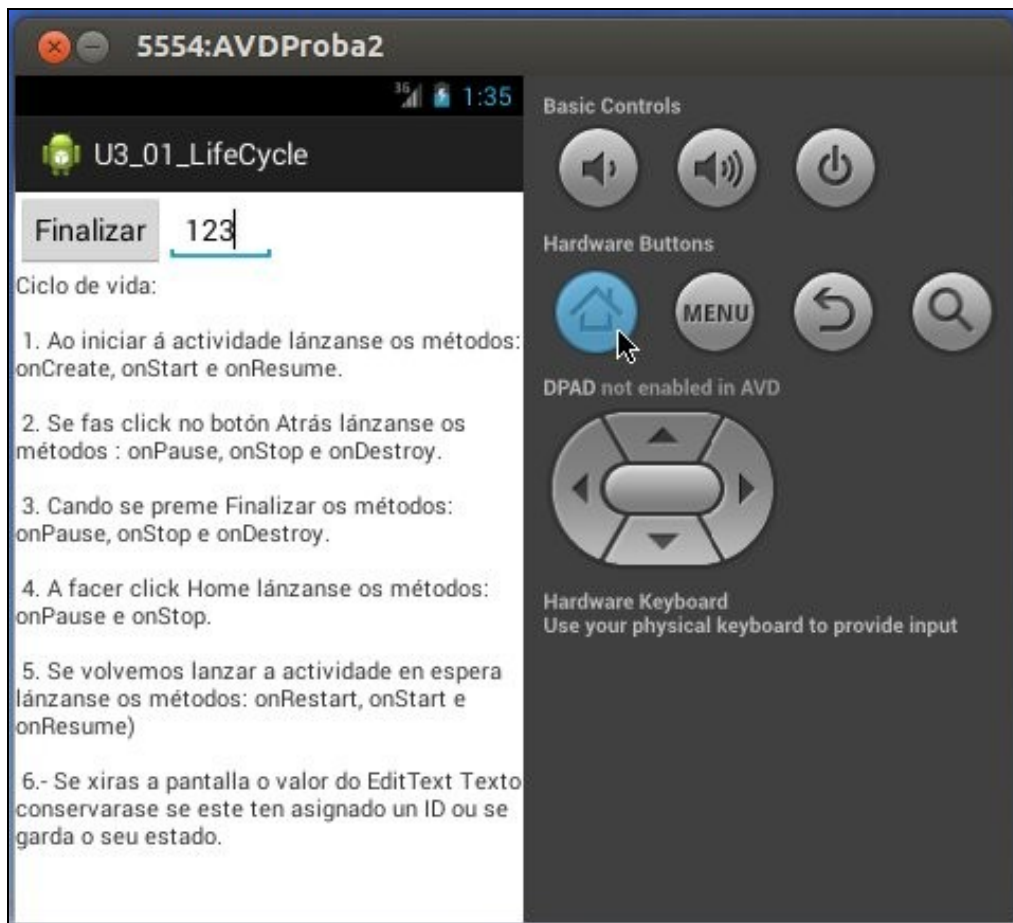 5554:AVDProba2
36 1:35
U3_01_LifeCycle
Finalizar 123
Ciclo de vida:
1. Ao iniciar á actividade lánzanse os métodos:
onCreate, onStart e onResume.
2. Se fas click no botón Atrás lánzanse os
métodos : onPause, onStop e onDestroy.
3. Cando se preme Finalizar os métodos:
onPause, onStop e onDestroy.
4. A facer click Home lánzanse os métodos:
onPause e onStop.
5. Se volvemos lanzar a actividade en espera
lánzanse os métodos: onRestart, onStart e
onResume)
6.- Se xiras a pantalla o valor do EditText Texto
conservarase se este ten asignado un ID ou se
garda o seu estado.
Basic Controls
Hardware Buttons
MENU
DPAD not enabled in AVD
Hardware Keyboard
Use your physical keyboard to provide input